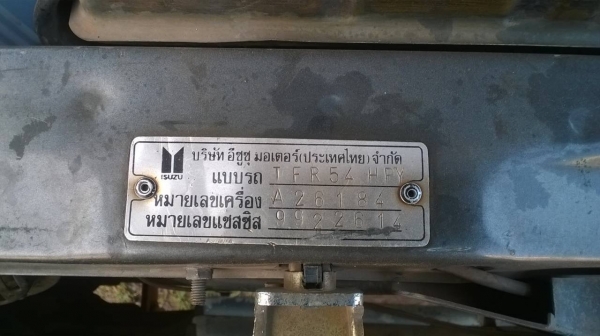 บริษัท อีซูซุ มอเตอร์(ประเทศไทย)จำกัด
ISUZU
แบบรถ TFR54 HFY
หมายเลขเครื่อง A26184
หมายเลขแซสซิส